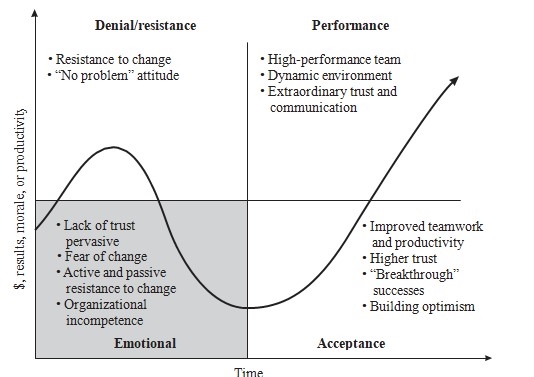 Denial/resistance
• Resistance to change
• “No problem” attitude
Performance
• High-performance team
• Dynamic environment
• Extraordinary trust and
communication
$, results, morale, or productivity
• Lack of trust
pervasive
• Fear of change
• Active and passive
resistance to change
• Organizational
incompetence
Emotional
• Improved teamwork
and productivity
• Higher trust
• “Breakthrough”
successes
• Building optimism
Acceptance
Time